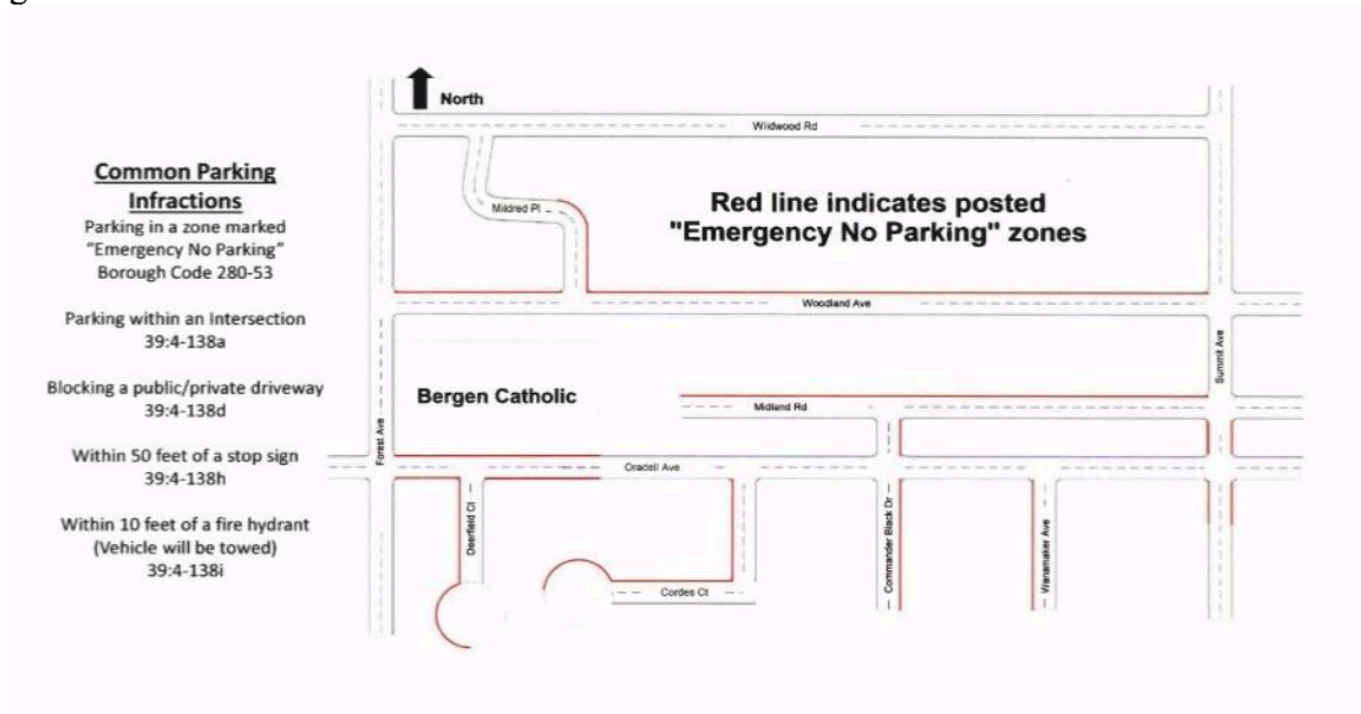 North
Wildwood Rd
Common Parking
Infractions
Parking in a zone marked
“Emergency No Parking”
Borough Code 280-53
Parking within an Intersection
39:4-138a
Blocking a public/private driveway
39:4-138d
Within 50 feet of a stop sign
39:4-138h
Within 10 feet of a fire hydrant
(Vehicle will be towed)
39:4-138i
Red line indicates posted
"Emergency No Parking" zones
Mildred Pl
Woodland Ave
Summit Ave
Bergen Catholic
Midland Rd
Forest Ave
Oradell Ave
Deerfield Ct
Commander Black Dr
Wanamaker Ave
Cordes Ct